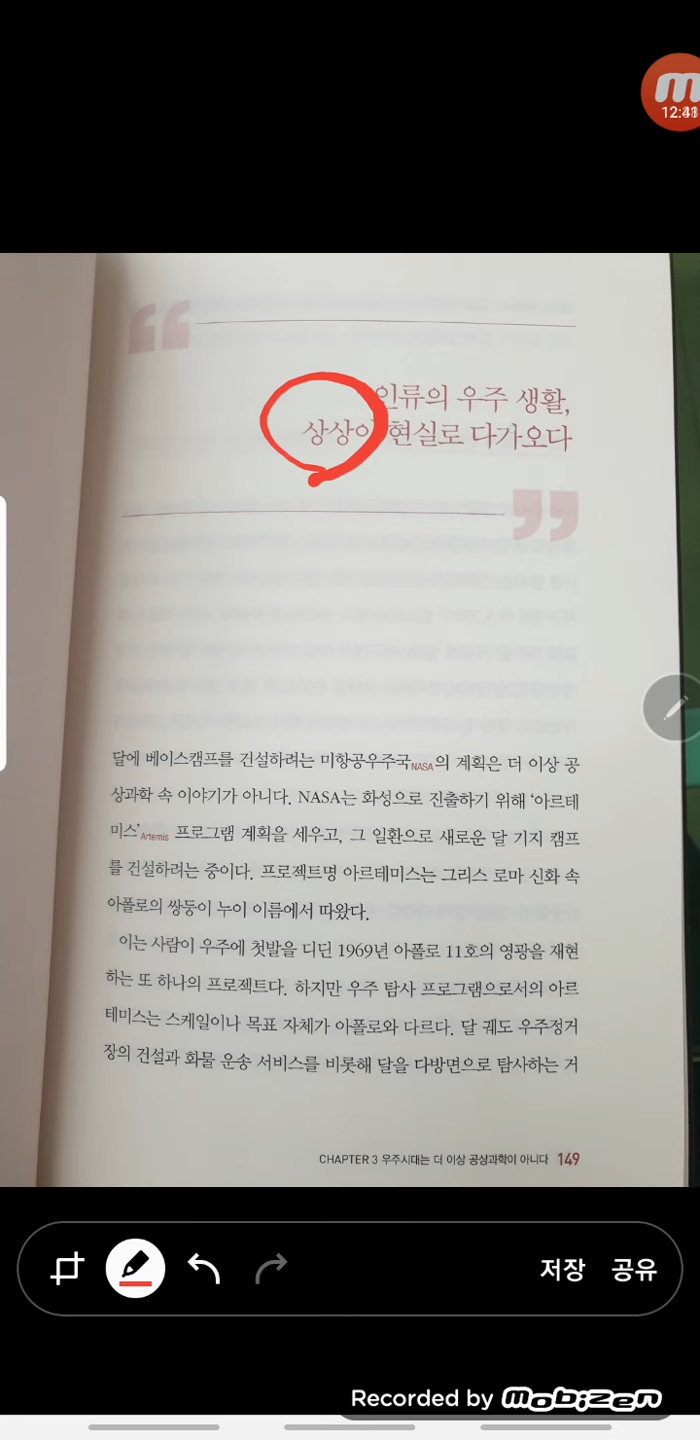 12:41
인류의 우주 생활,
상상이 현실로 다가오다
달에 베이스캠프를 건설하려는 미항공우주국NASA의 계획은 더 이상 공
상과학 속 이야기가 아니다. NASA는 화성으로 진출하기 위해 ‘아르테
미스’Artemis 프로그램 계획을 세우고, 그 일환으로 새로운 달 기지 캠프
를 건설하려는 중이다. 프로젝트명 아르테미스는 그리스 로마 신화 속
아폴로의 쌍둥이 누이 이름에서 따왔다.
이는 사람이 우주에 첫발을 디딘 1969년 아폴로 11호의 영광을 재현
하는 또 하나의 프로젝트다. 하지만 우주 탐사 프로그램으로서의 아르
테미스는 스케일이나 목표 자체가 아폴로와 다르다. 달 궤도 우주정거
장의 건설과 화물 운송 서비스를 비롯해 달을 다방면으로 탐사하는 거
CHAPTER 3 우주시대는 더 이상 공상과학이 아니다 149
저장 공유
Recorded by mobizen